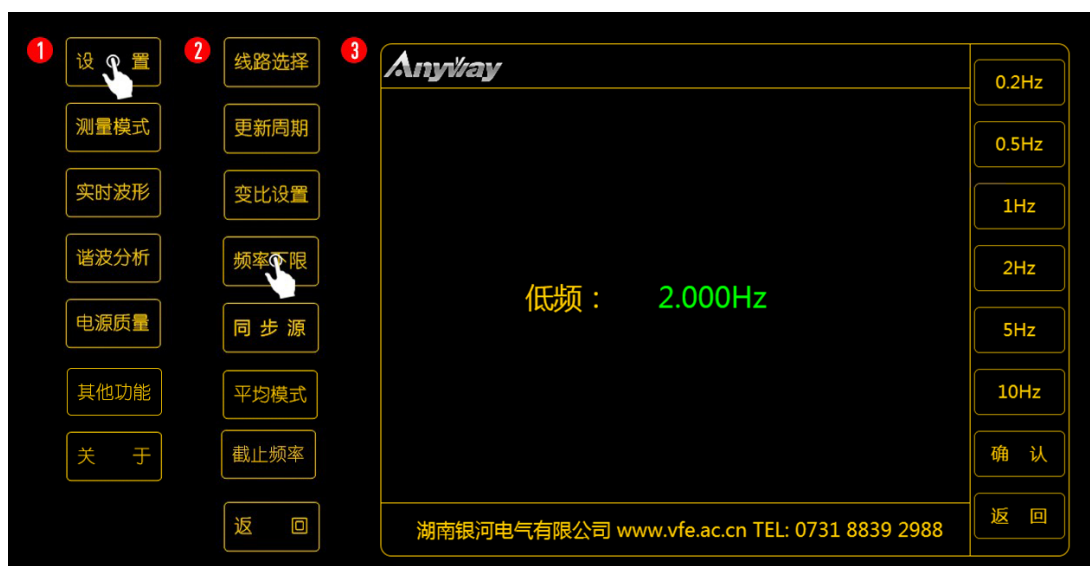 1
设 置
测量模式
实时波形
谐波分析
电源质量
其他功能
关 于
2
线路选择
更新周期
变比设置
频率下限
同 步 源
平均模式
截止频率
返 回
3
Anyway
低频： 2.000Hz
湖南银河电气有限公司 www.vfe.ac.cn TEL: 0731 8839 2988
0.2Hz
0.5Hz
1Hz
2Hz
5Hz
10Hz
确 认
返 回